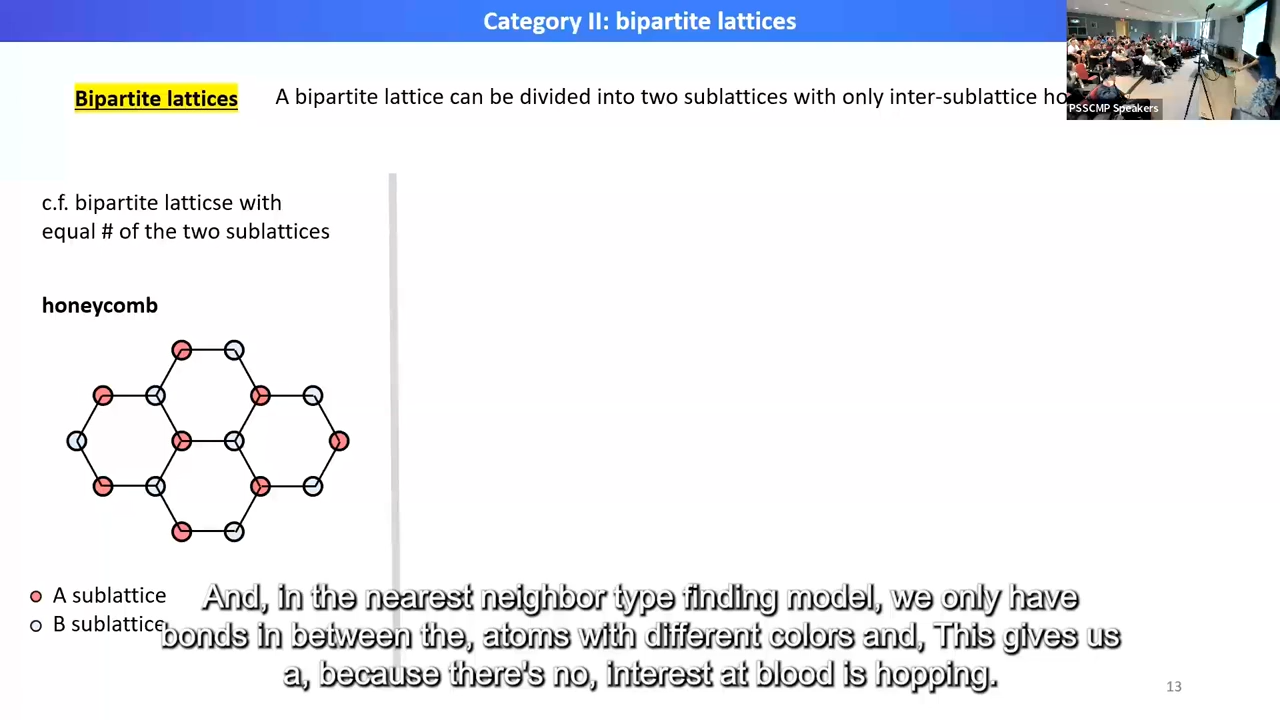 Category II: bipartite lattices
Bipartite lattices A bipartite lattice can be divided into two sublattices with only inter-sublattice ho
PSSCMP Speakers
c.f. bipartite latticse with
equal # of the two sublattices
honeycomb
A sublattice
B sublattice
And, in the nearest neighbor type finding model, we only have
bonds in between the, atoms with different colors and, This gives us
a, because there's no, interest at blood is hopping.
13